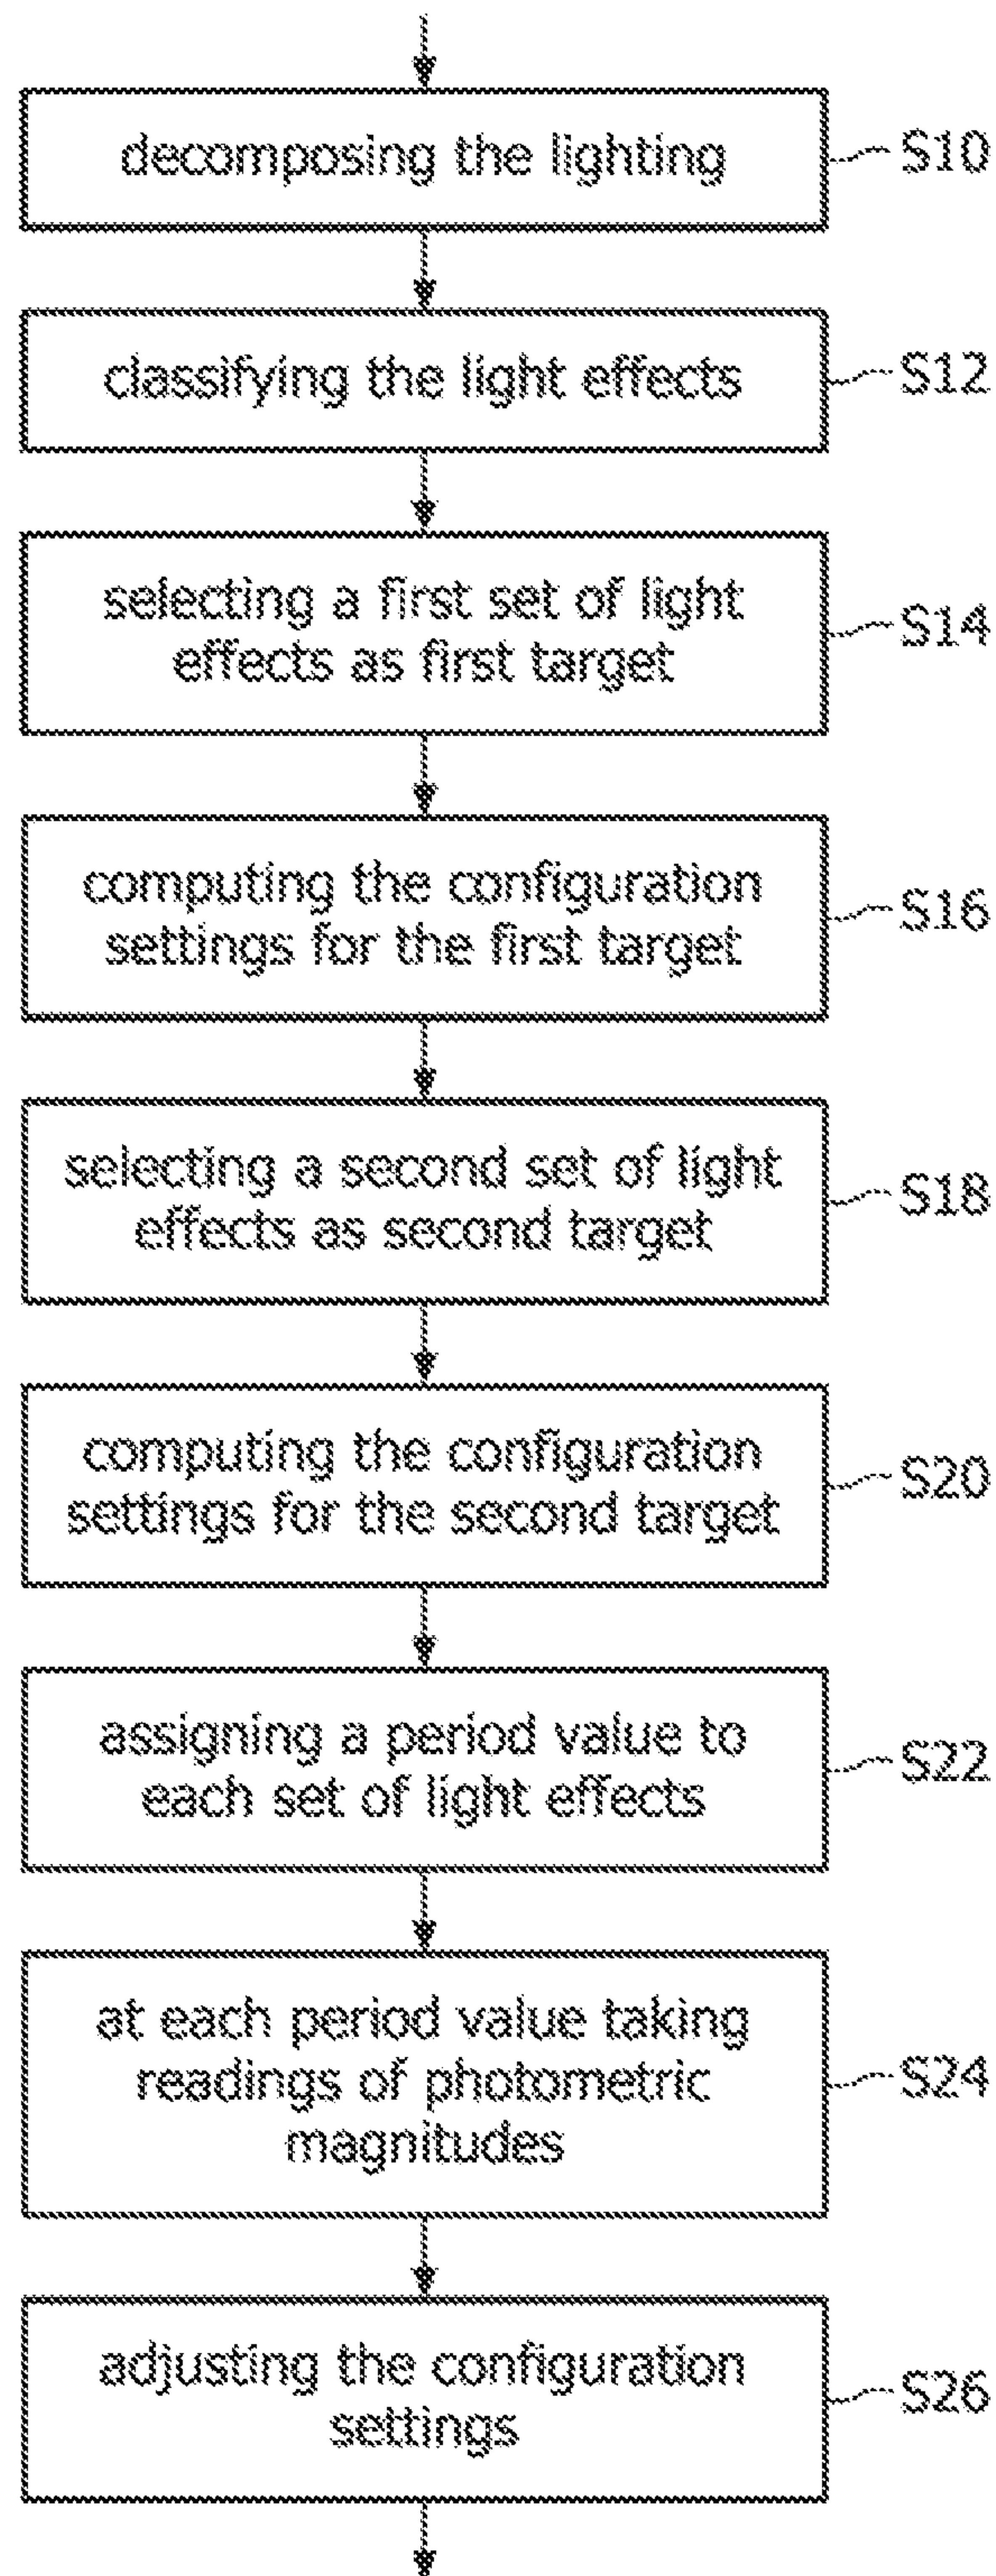 decomposing the lighting
S10
classifying the light effects
S12
selecting a first set of light
effects as first target
S14
computing the configuration
settings for the first target
S16
selecting a second set of light
effects as second target
S18
computing the configuration
settings for the second target
S20
assigning a period value to
each set of light effects
S22
at each period value taking
readings of photometric
magnitudes
S24
adjusting the configuration
settings
S26